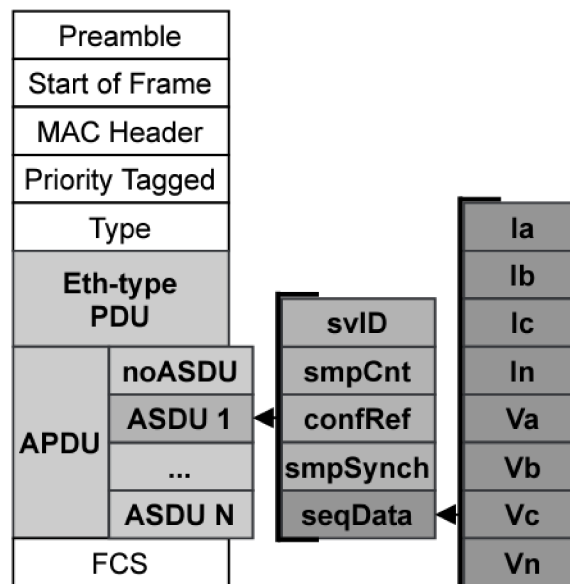 Preamble
Start of Frame
MAC Header
Priority Tagged
Type
Eth-type
PDU
APDU
noASDU
ASDU 1
...
ASDU N
FCS
svID
smpCnt
confRef
smpSynch
seqData
Ia
Ib
Ic
In
Va
Vb
Vc
Vn